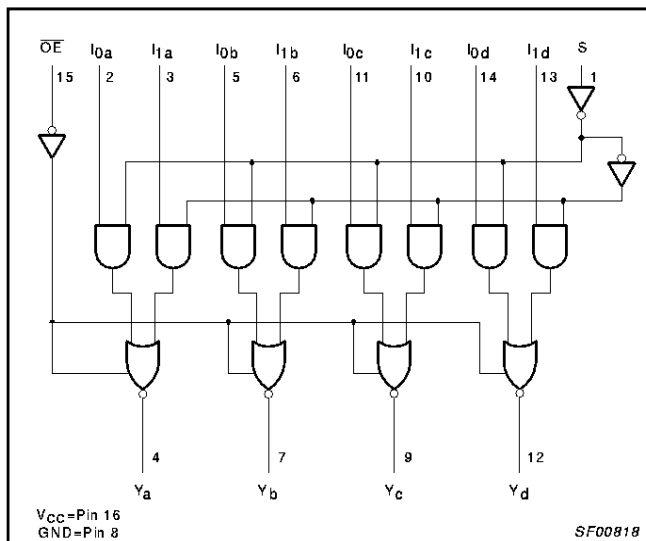 OE I0a I1a I0b I1b I0c I1c I0d I1d S
15 2 3 5 6 11 10 14 13 1
4 7 9 12
Ya Yb Yc Yd
VCC=Pin 16
GND=Pin 8
SF00818